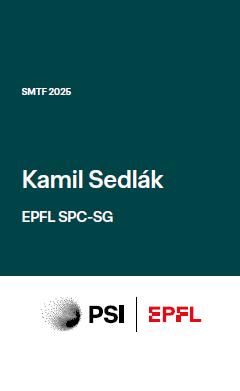 SMTF 2025
Kamil Sedlák
EPFL SPC-SG
PSI EPFL